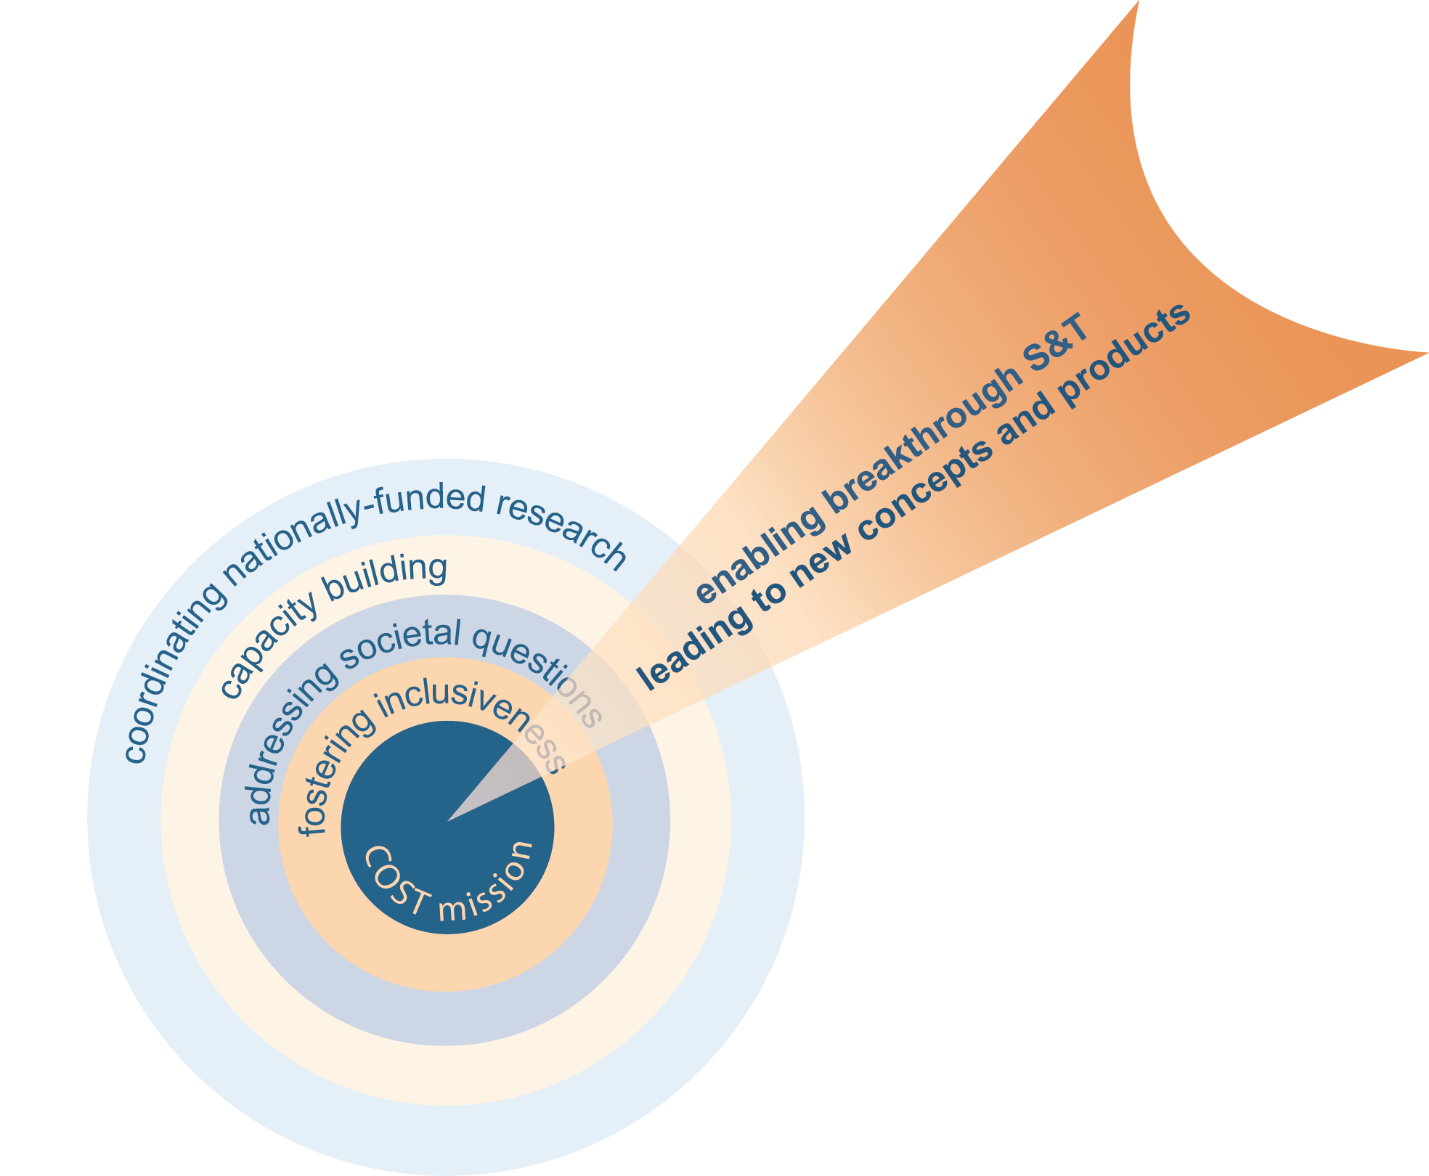 coordinating nationally-funded research
capacity building
addressing societal questions
fostering inclusiveness
COST mission
enabling breakthrough S&T
leading to new concepts and products